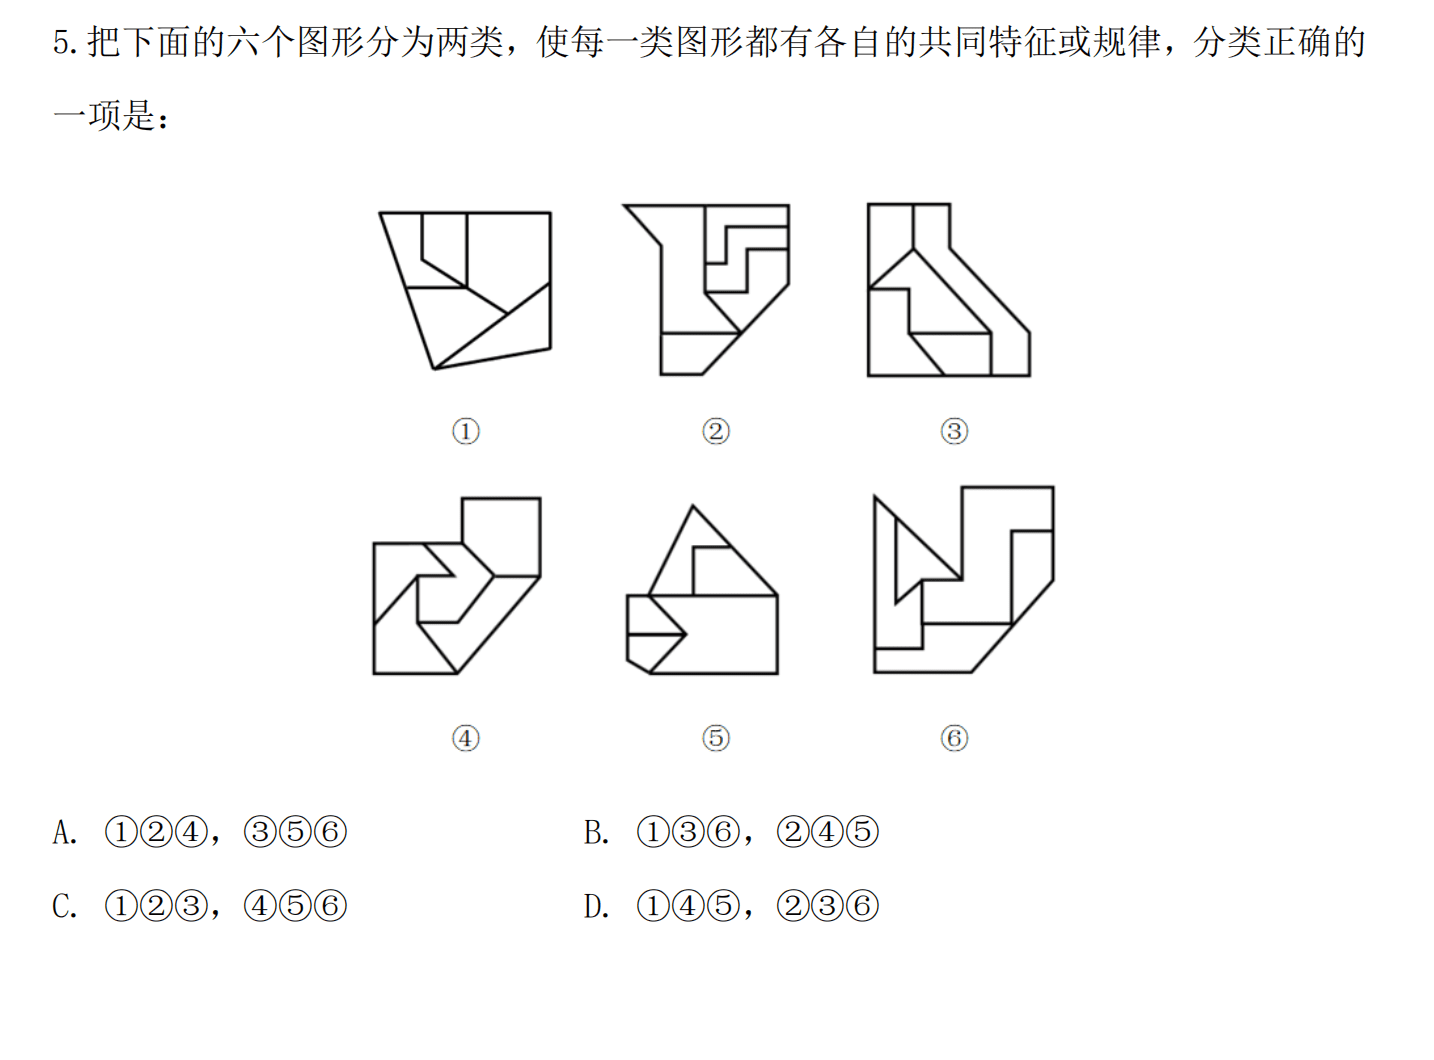 5.把下面的六个图形分为两类，使每一类图形都有各自的共同特征或规律，分类正确的
一项是：
① ② ③
④ ⑤ ⑥
A. ①②④，③⑤⑥ B. ①③⑥，②④⑤
C. ①②③，④⑤⑥ D. ①④⑤，②③⑥